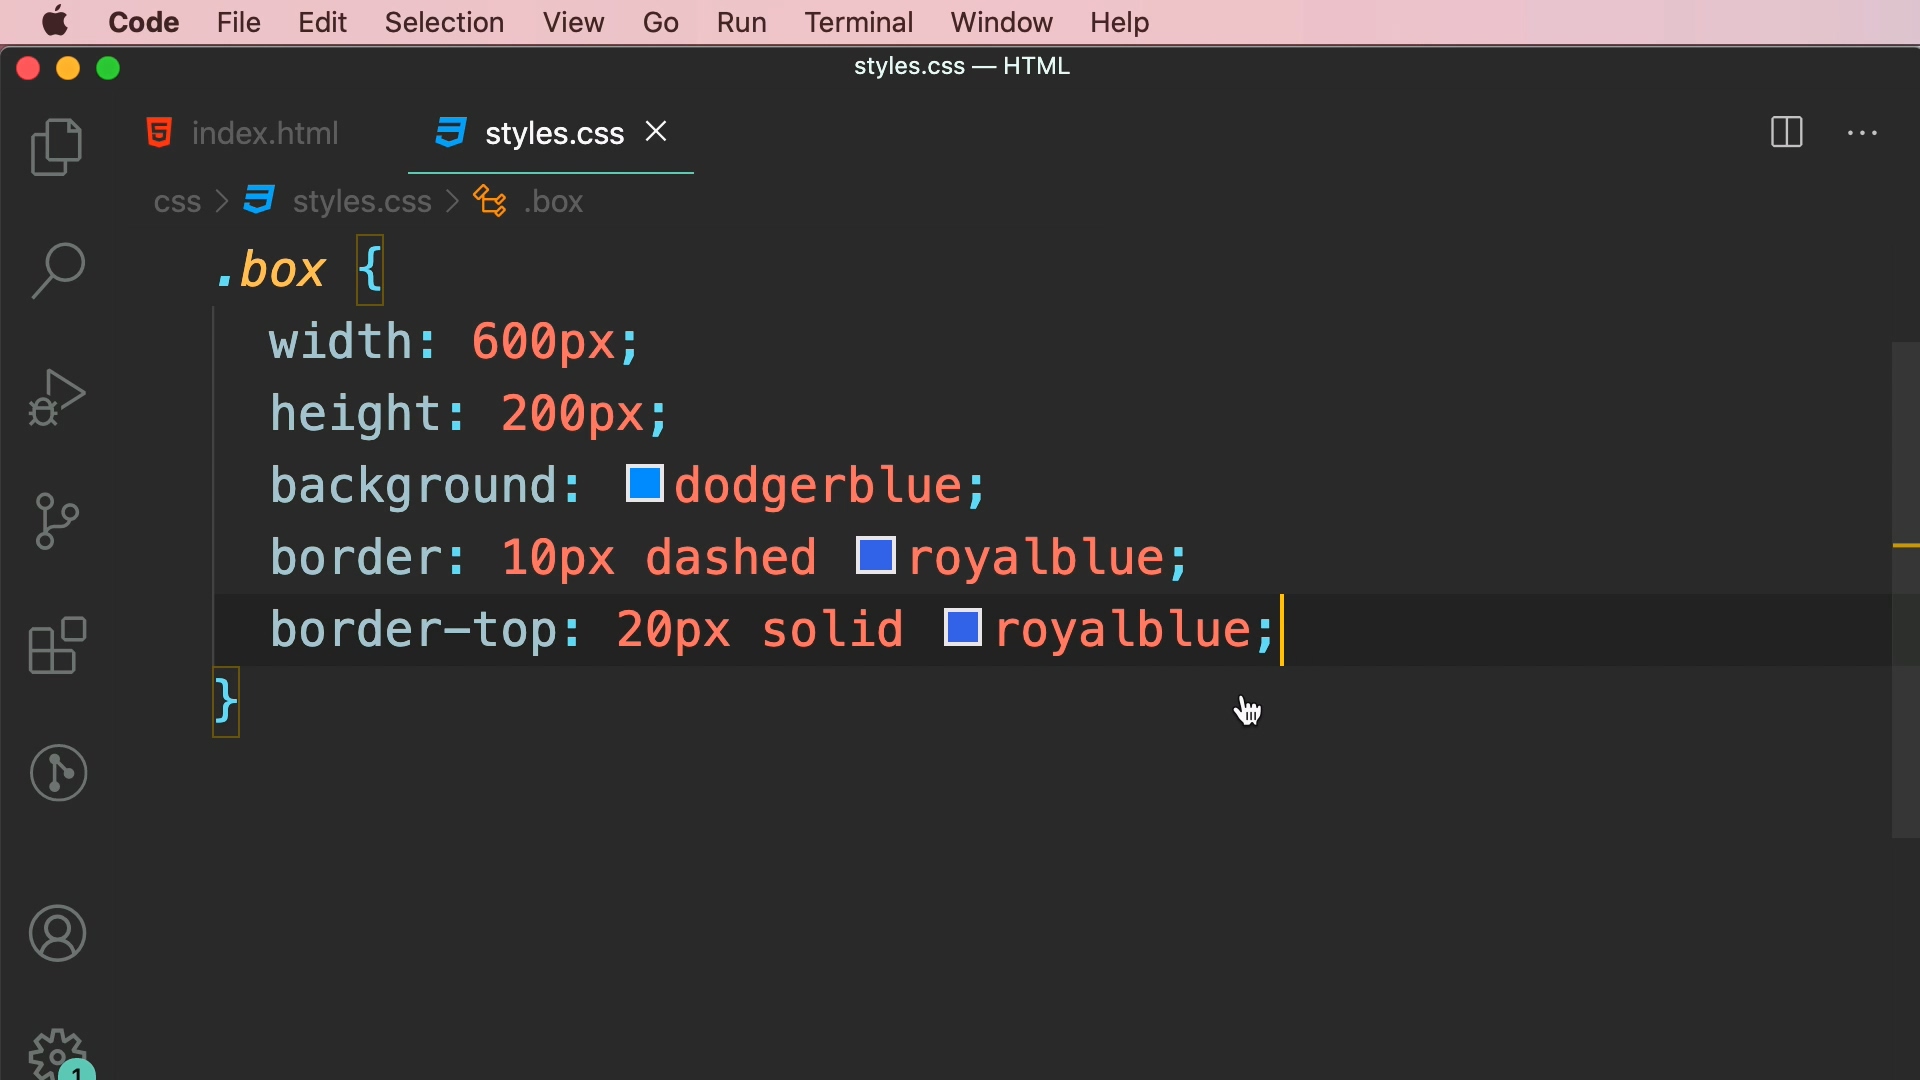 Code File Edit Selection View Go Run Terminal Window Help
styles.css — HTML
index.html styles.css
css > styles.css > .box
.box {
width: 600px;
height: 200px;
background: dodgerblue;
border: 10px dashed royalblue;
border-top: 20px solid royalblue;
}
1